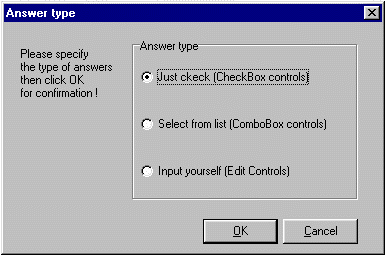 Answer type
Please specify
the type of answers
then click OK
for confirmation !
Answer type
Just ckeck (CheckBox controls)
Select from list (ComboBox controls)
Input yourself (Edit Controls)
OK
Cancel